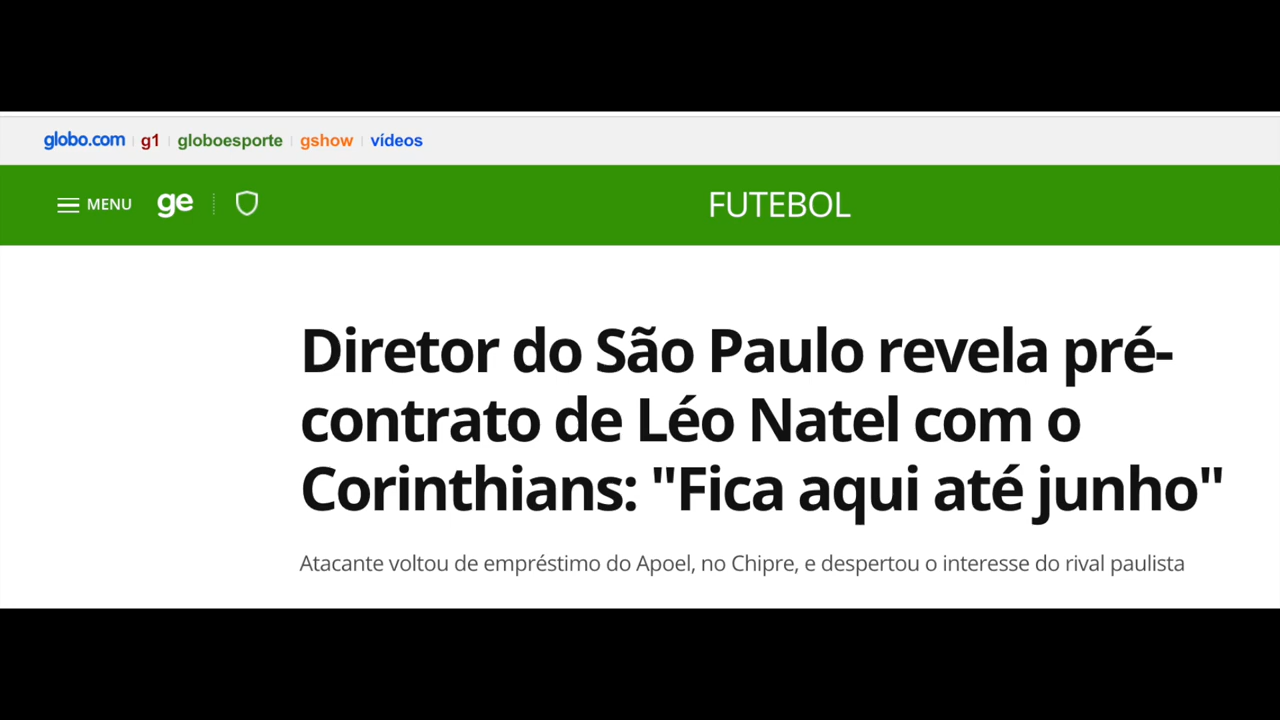 globo.com g1 globoesporte gshow vídeos
MENU ge FUTEBOL
Diretor do São Paulo revela pré-
contrato de Léo Natel com o
Corinthians: "Fica aqui até junho"
Atacante voltou de empréstimo do Apoel, no Chipre, e despertou o interesse do rival paulista